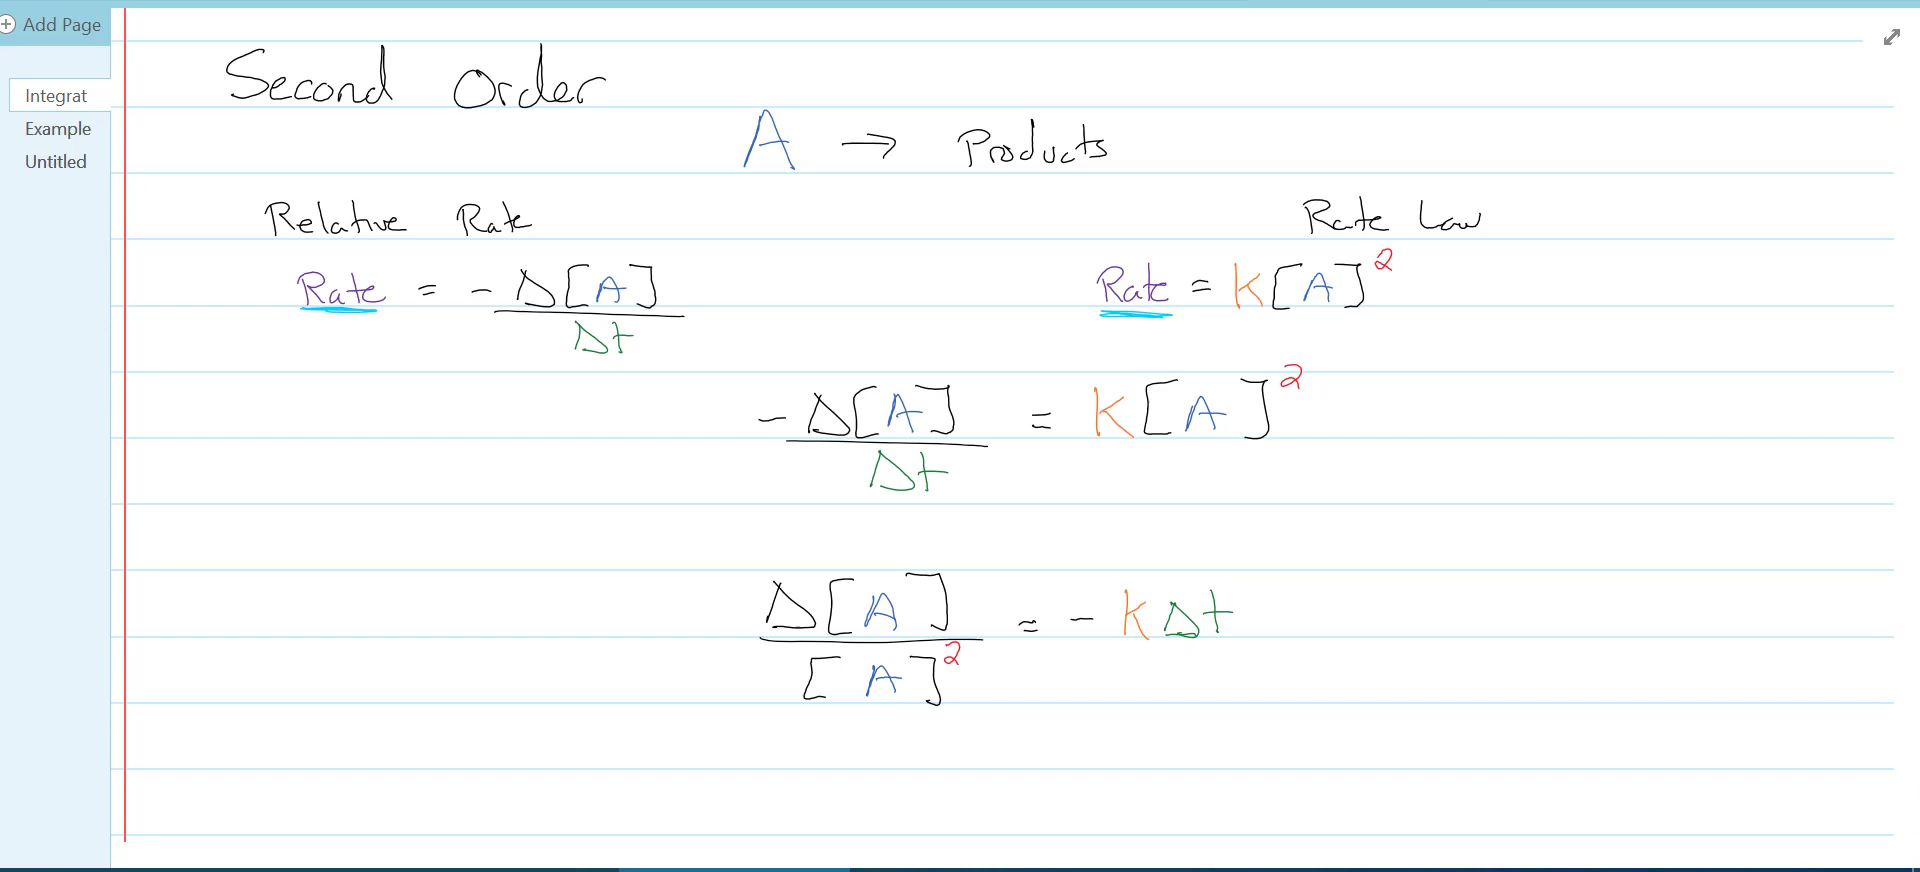 Add Page
Integrat
Example
Untitled
Second Order
A → Products
Relative Rate
Rate Law
Rate = - Δ[A]
Δt
Rate = K[A]²
- Δ[A] = K[A]²
Δt
Δ[A] = - K Δt
[A]²